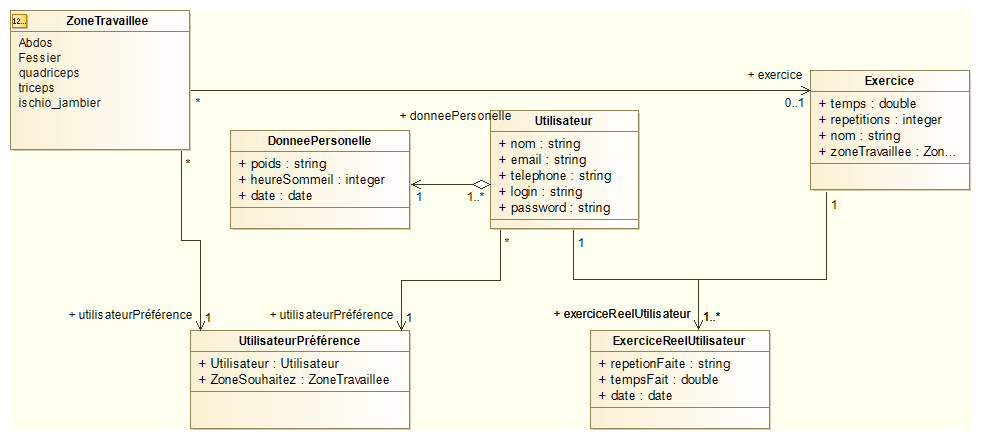 12...
ZoneTravaillee
Abdos
Fessier
quadriceps
triceps
ischio_jambier
*
+ exercice
0..1
Exercice
+ temps : double
+ repetitions : integer
+ nom : string
+ zoneTravaillee : Zon...
+ donneePersonelle
Utilisateur
+ nom : string
+ email : string
+ telephone : string
+ login : string
+ password : string
DonneePersonelle
+ poids : string
+ heureSommeil : integer
+ date : date
1
1..*
*
*
1
1
+ utilisateurPréférence
1
+ utilisateurPréférence
1
+ exerciceReelUtilisateur
1..*
UtilisateurPréférence
+ Utilisateur : Utilisateur
+ ZoneSouhaitez : ZoneTravaillee
ExerciceReelUtilisateur
+ repetionFaite : string
+ tempsFait : double
+ date : date